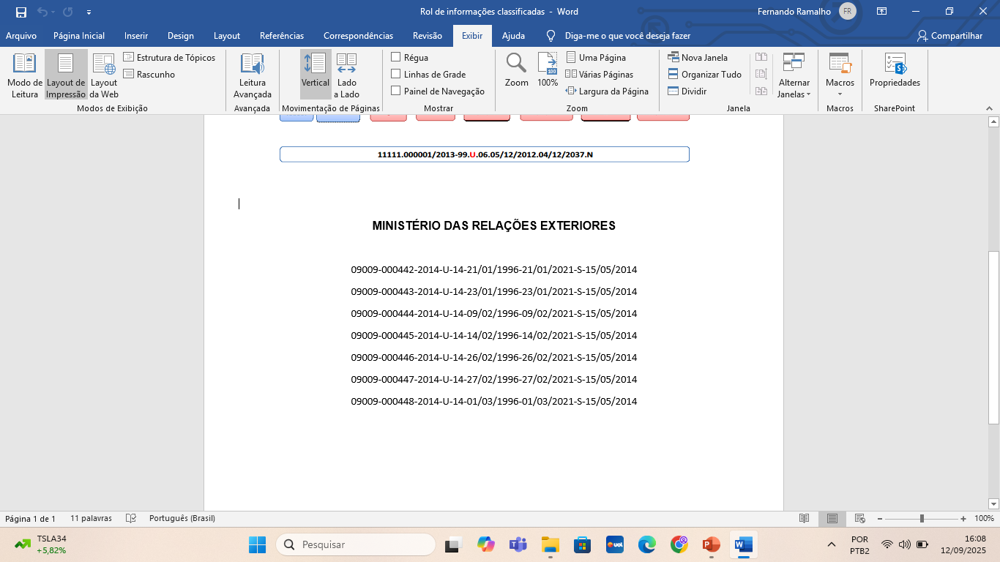 Rol de informações classificadas - Word
Fernando Ramalho
FR
Arquivo
Página Inicial
Inserir
Design
Layout
Referências
Correspondências
Revisão
Exibir
Ajuda
Diga-me o que você deseja fazer
Compartilhar
Modo de Leitura
Layout de Impressão
Layout da Web
Estrutura de Tópicos
Rascunho
Modos de Exibição
Leitura Avançada
Avançada
Vertical
Lado a Lado
Movimentação de Páginas
Régua
Linhas de Grade
Painel de Navegação
Mostrar
Zoom
100%
Uma Página
Várias Páginas
Largura da Página
Zoom
Nova Janela
Organizar Tudo
Dividir
Alternar Janelas
Janela
Macros
Macros
Propriedades
SharePoint
11111.000001/2013-99.U.06.05/12/2012.04/12/2037.N
MINISTÉRIO DAS RELAÇÕES EXTERIORES
09009-000442-2014-U-14-21/01/1996-21/01/2021-S-15/05/2014
09009-000443-2014-U-14-23/01/1996-23/01/2021-S-15/05/2014
09009-000444-2014-U-14-09/02/1996-09/02/2021-S-15/05/2014
09009-000445-2014-U-14-14/02/1996-14/02/2021-S-15/05/2014
09009-000446-2014-U-14-26/02/1996-26/02/2021-S-15/05/2014
09009-000447-2014-U-14-27/02/1996-27/02/2021-S-15/05/2014
09009-000448-2014-U-14-01/03/1996-01/03/2021-S-15/05/2014
Página 1 de 1
11 palavras
Português (Brasil)
100%
TSLA34
+5,82%
Pesquisar
POR
PTB2
16:08
12/09/2025